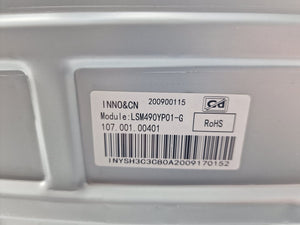 INNO&CN 200900115
Module:LSM490YP01-G
107.001.00401
RoHS
INYSH3C3C80A2009170152